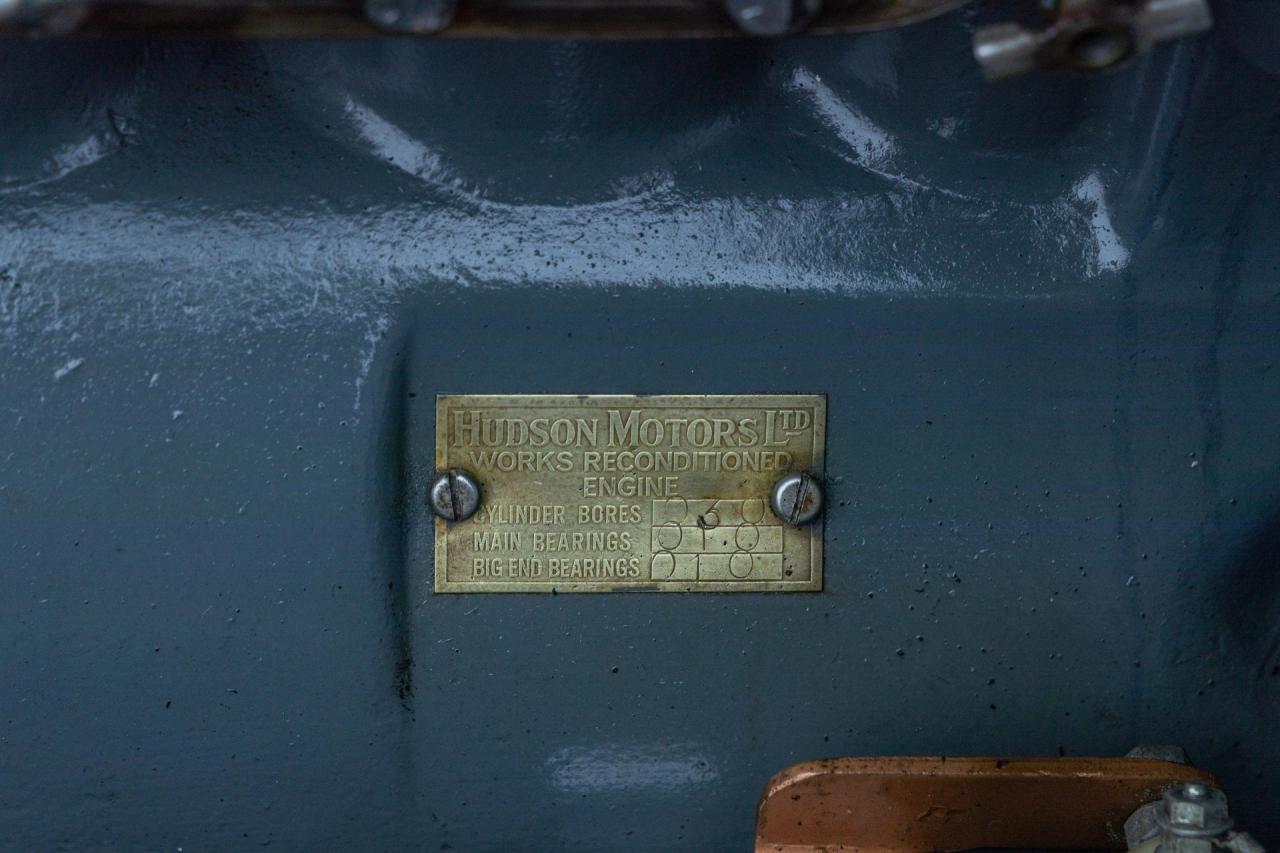 HUDSON MOTORS LTD
WORKS RECONDITIONED
ENGINE
CYLINDER BORES 030
MAIN BEARINGS 010
BIG END BEARINGS 010